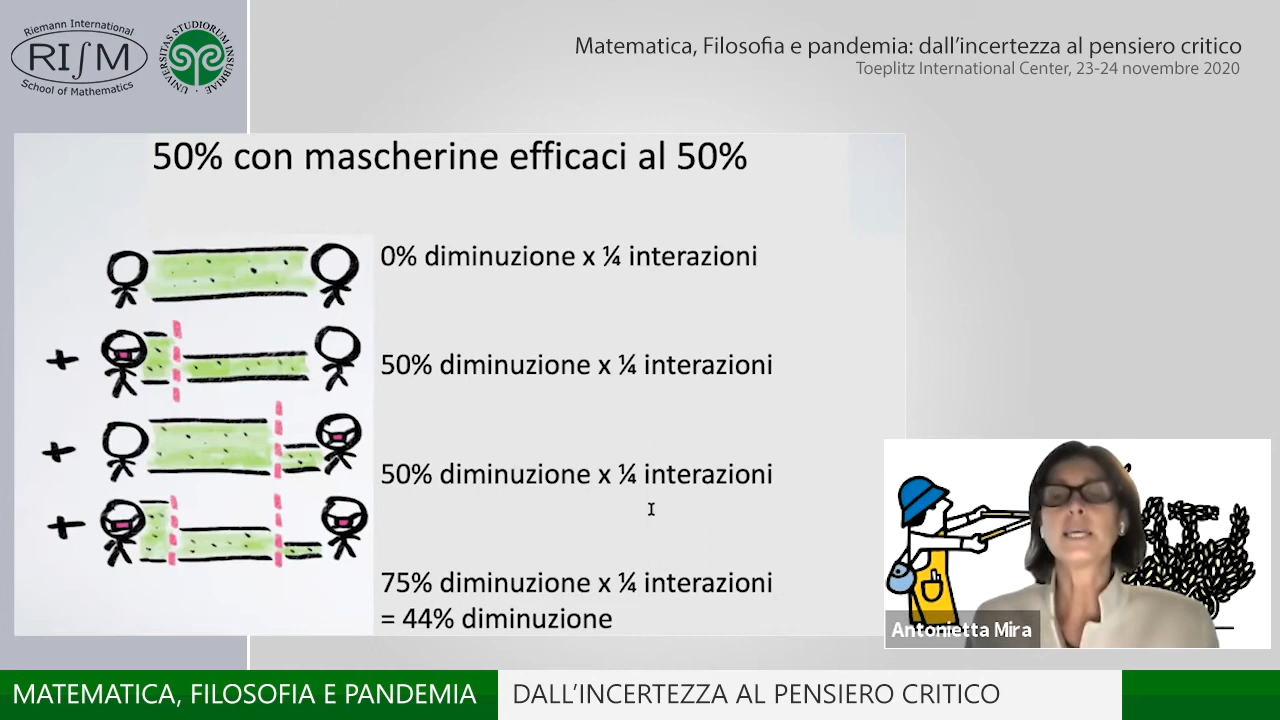 Riemann International
RISM
School of Mathematics
UNIVERSITAS STUDIORUM INSUBRIAE
Matematica, Filosofia e pandemia: dall'incertezza al pensiero critico
Toeplitz International Center, 23-24 novembre 2020
50% con mascherine efficaci al 50%
0% diminuzione x ¼ interazioni
+ 50% diminuzione x ¼ interazioni
+ 50% diminuzione x ¼ interazioni
+ 75% diminuzione x ¼ interazioni
= 44% diminuzione
Antonietta Mira
MATEMATICA, FILOSOFIA E PANDEMIA
DALL'INCERTEZZA AL PENSIERO CRITICO